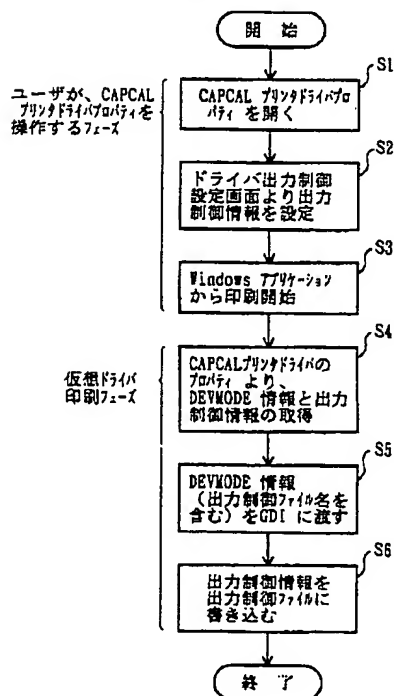 開始
S1
CAPCAL プリンタドライバプロ
パティ を開く
ユーザが、CAPCAL
プリンタドライバプロパティを
操作するフェーズ
S2
ドライバ出力制御
設定画面より出力
制御情報を設定
S3
Windows アプリケーション
から印刷開始
S4
CAPCALプリンタドライバの
プロパティ より、
DEVMODE 情報と出力
制御情報の取得
仮想ドライバ
印刷フェーズ
S5
DEVMODE 情報
(出力制御ファイル名を
含む)をGDI に渡す
S6
出力制御情報を
出力制御ファイルに
書き込む
終了